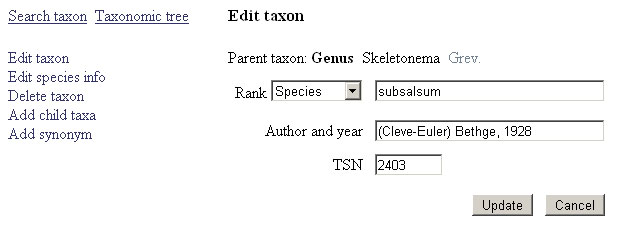 Search taxon Taxonomic tree
Edit taxon
Edit species info
Delete taxon
Add child taxa
Add synonym
Edit taxon
Parent taxon: Genus Skeletonema Grev.
Rank Species subsalsum
Author and year (Cleve-Euler) Bethge, 1928
TSN 2403
Update Cancel